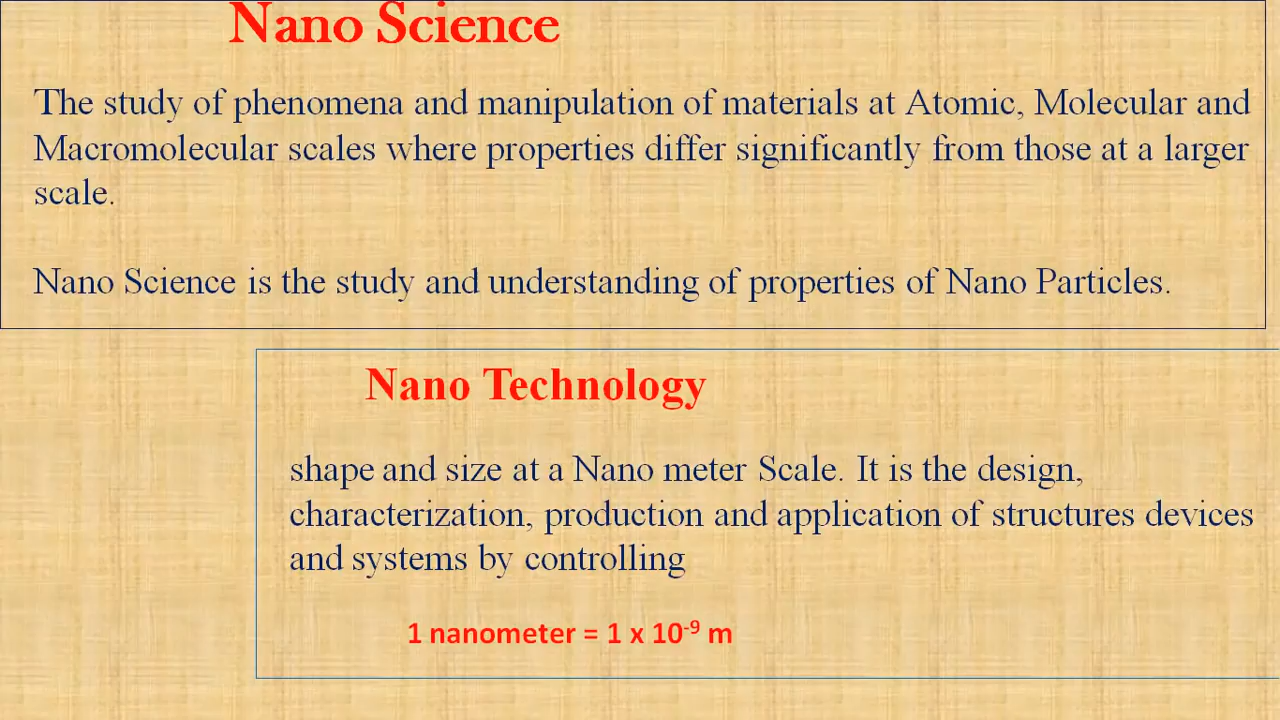 Nano Science
The study of phenomena and manipulation of materials at Atomic, Molecular and
Macromolecular scales where properties differ significantly from those at a larger
scale.
Nano Science is the study and understanding of properties of Nano Particles.
Nano Technology
shape and size at a Nano meter Scale. It is the design,
characterization, production and application of structures devices
and systems by controlling
1 nanometer = 1 x 10⁻⁹ m